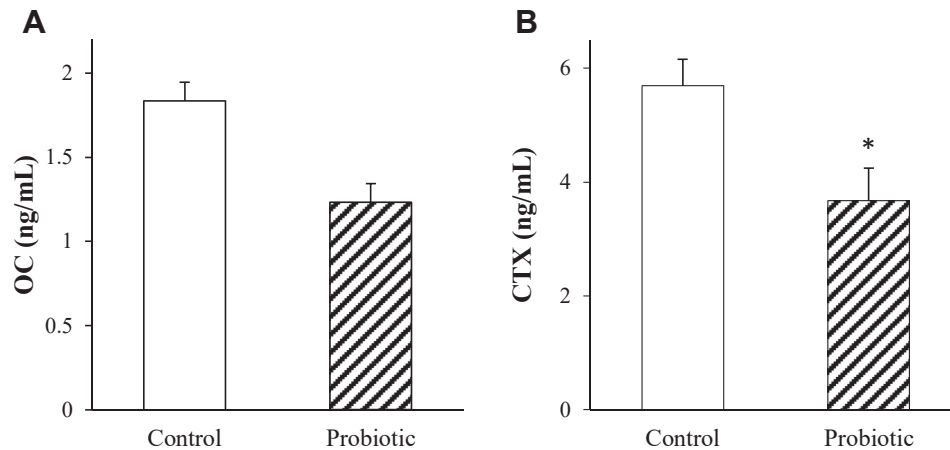 A
OC (ng/mL)
2
1.5
1
0.5
0
Control Probiotic
B
CTX (ng/mL)
6
4
2
0
*
Control Probiotic